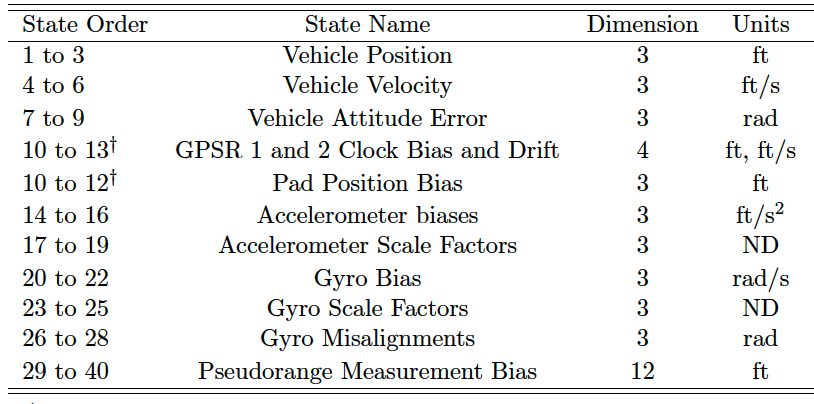 State Order State Name Dimension Units
1 to 3 Vehicle Position 3 ft
4 to 6 Vehicle Velocity 3 ft/s
7 to 9 Vehicle Attitude Error 3 rad
10 to 13† GPSR 1 and 2 Clock Bias and Drift 4 ft, ft/s
10 to 12† Pad Position Bias 3 ft
14 to 16 Accelerometer biases 3 ft/s²
17 to 19 Accelerometer Scale Factors 3 ND
20 to 22 Gyro Bias 3 rad/s
23 to 25 Gyro Scale Factors 3 ND
26 to 28 Gyro Misalignments 3 rad
29 to 40 Pseudorange Measurement Bias 12 ft